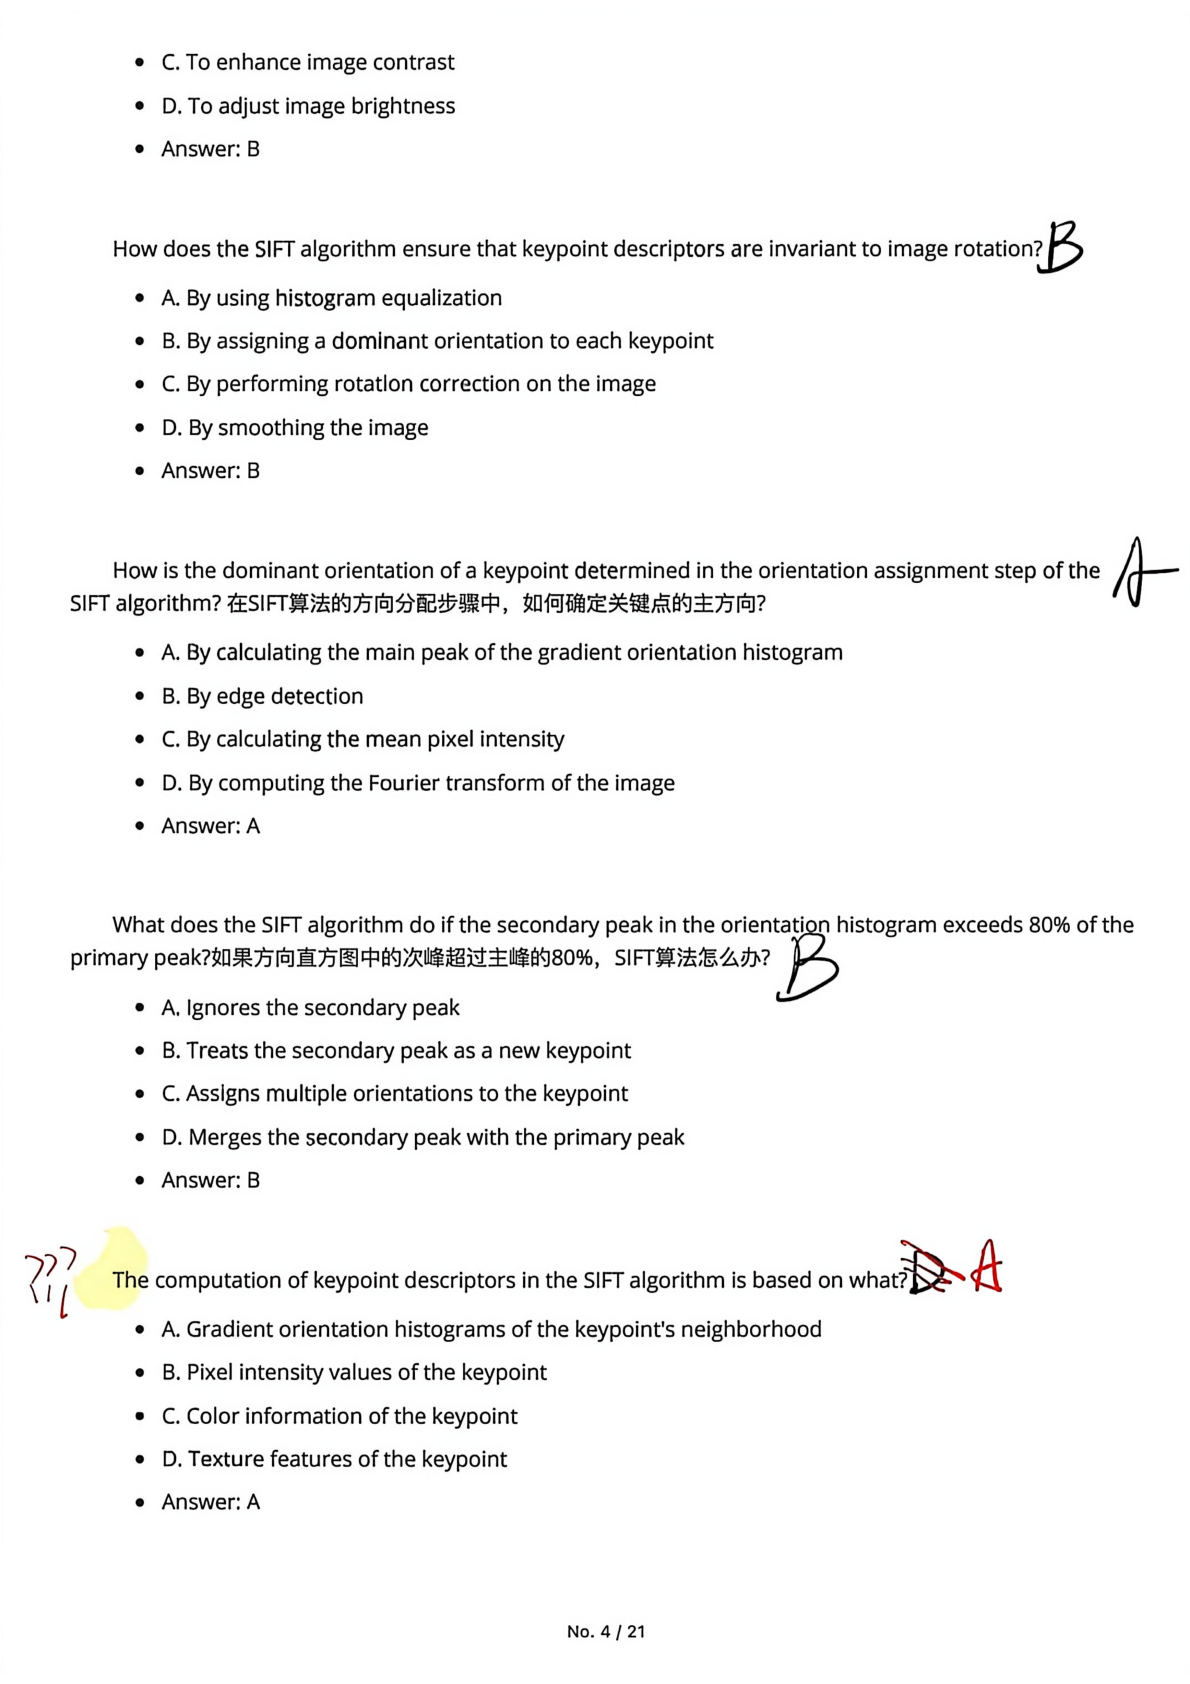 • C. To enhance image contrast
• D. To adjust image brightness
• Answer: B
How does the SIFT algorithm ensure that keypoint descriptors are invariant to image rotation? B
• A. By using histogram equalization
• B. By assigning a dominant orientation to each keypoint
• C. By performing rotation correction on the image
• D. By smoothing the image
• Answer: B
How is the dominant orientation of a keypoint determined in the orientation assignment step of the A
SIFT algorithm? 在SIFT算法的方向分配步骤中，如何确定关键点的主方向?
• A. By calculating the main peak of the gradient orientation histogram
• B. By edge detection
• C. By calculating the mean pixel intensity
• D. By computing the Fourier transform of the image
• Answer: A
What does the SIFT algorithm do if the secondary peak in the orientation histogram exceeds 80% of the
primary peak?如果方向直方图中的次峰超过主峰的80%，SIFT算法怎么办? B
• A. Ignores the secondary peak
• B. Treats the secondary peak as a new keypoint
• C. Assigns multiple orientations to the keypoint
• D. Merges the secondary peak with the primary peak
• Answer: B
??? The computation of keypoint descriptors in the SIFT algorithm is based on what? D A
• A. Gradient orientation histograms of the keypoint's neighborhood
• B. Pixel intensity values of the keypoint
• C. Color information of the keypoint
• D. Texture features of the keypoint
• Answer: A
No. 4 / 21